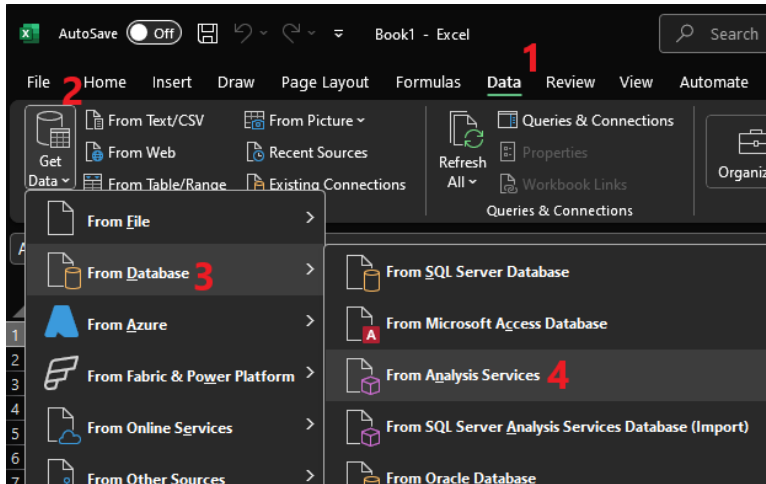 AutoSave Off Book1 - Excel Search
1
File Home Insert Draw Page Layout Formulas Data Review View Automate
2
Get Data
From Text/CSV
From Web
From Table/Range
From Picture
Recent Sources
Existing Connections
Refresh All
Queries & Connections
Properties
Workbook Links
Queries & Connections
From File
From Database 3
From Azure
From Fabric & Power Platform
From Online Services
From Other Sources
From SQL Server Database
From Microsoft Access Database
From Analysis Services 4
From SQL Server Analysis Services Database (Import)
From Oracle Database
1
2
3
4
5
6
7